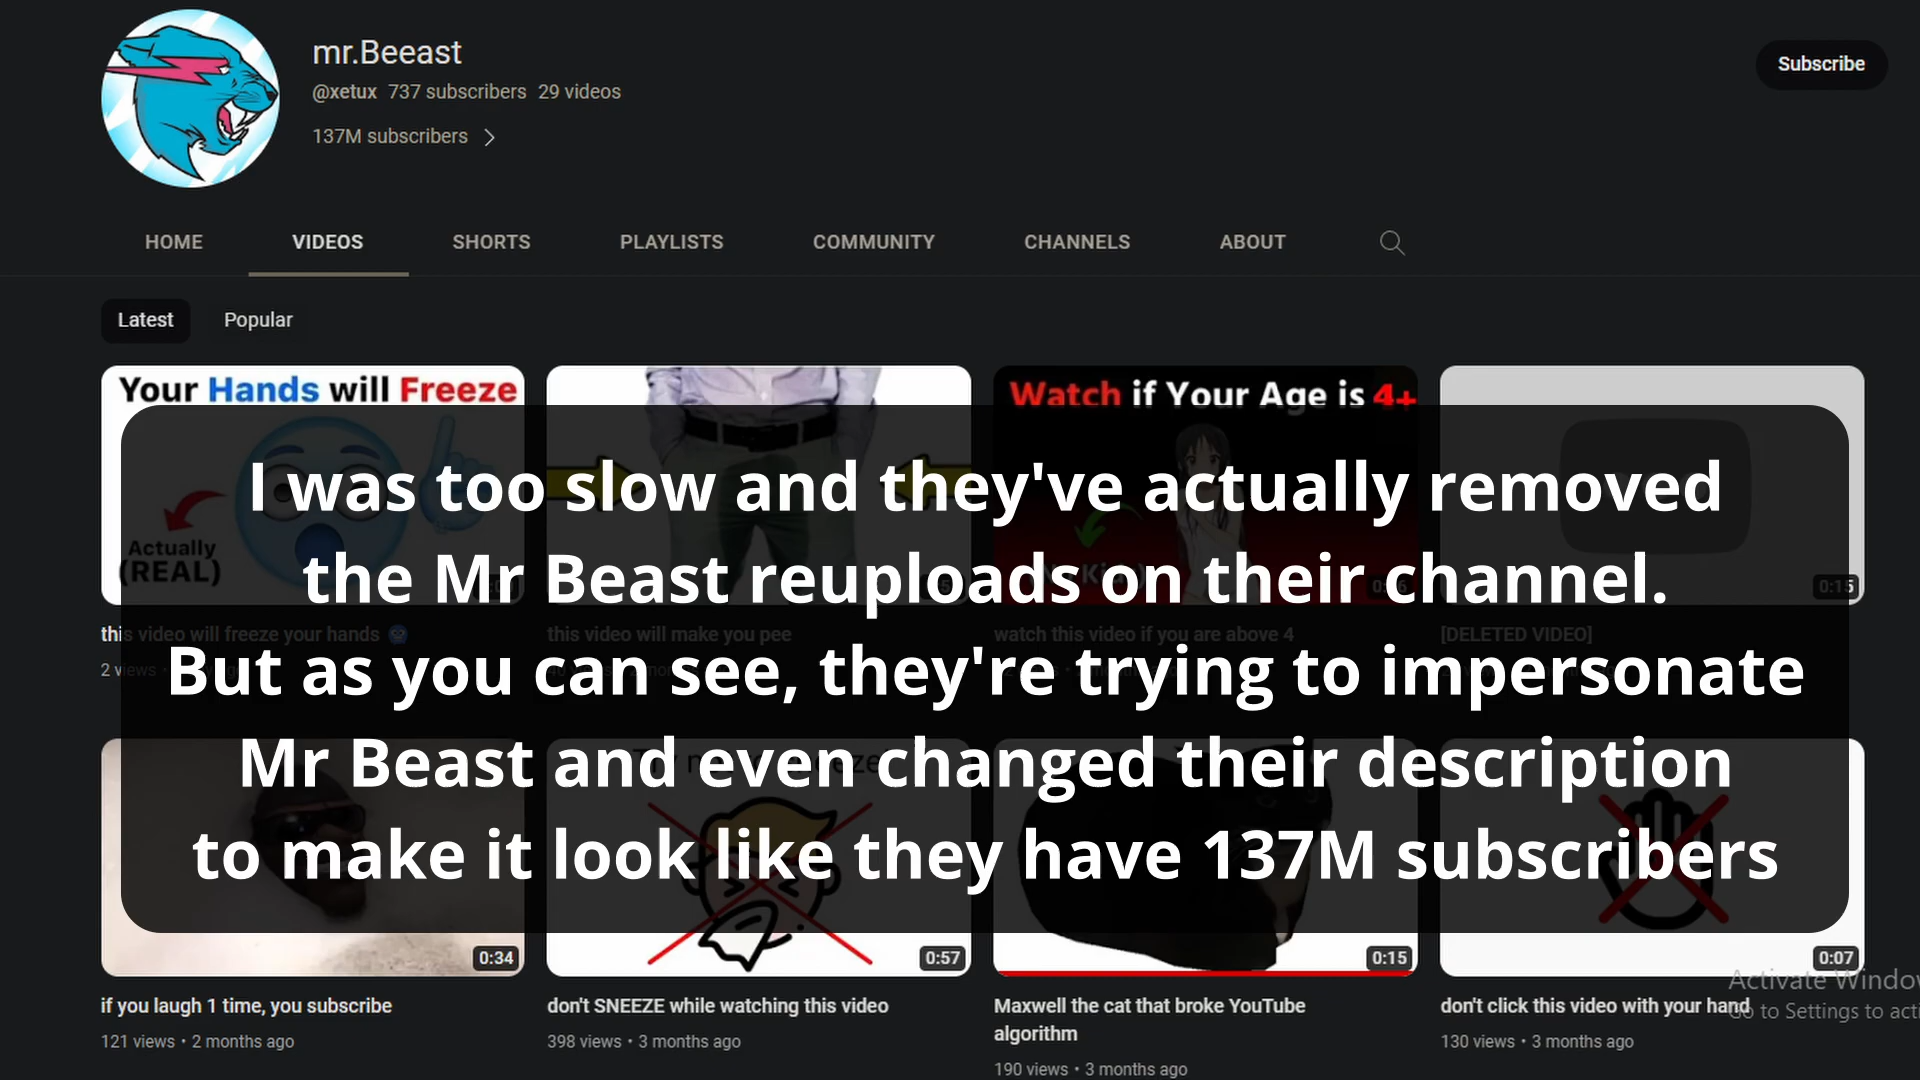 mr.Beeast
Subscribe
@xetux 737 subscribers 29 videos
137M subscribers
HOME VIDEOS SHORTS PLAYLISTS COMMUNITY CHANNELS ABOUT
Latest Popular
Your Hands will Freeze
Watch if Your Age is 4+
I was too slow and they've actually removed
Actually
(REAL)
the Mr Beast reuploads on their channel.
0:15
this video will freeze your hands
this video will make you pee
watch this video if you are above 4
[DELETED VIDEO]
2 views
But as you can see, they're trying to impersonate
Mr Beast and even changed their description
to make it look like they have 137M subscribers
0:34
0:57
0:15
0:07
if you laugh 1 time, you subscribe
121 views • 2 months ago
don't SNEEZE while watching this video
398 views • 3 months ago
Maxwell the cat that broke YouTube
algorithm
190 views • 3 months ago
don't click this video with your hand
130 views • 3 months ago
Activate Window
Go to Settings to acti